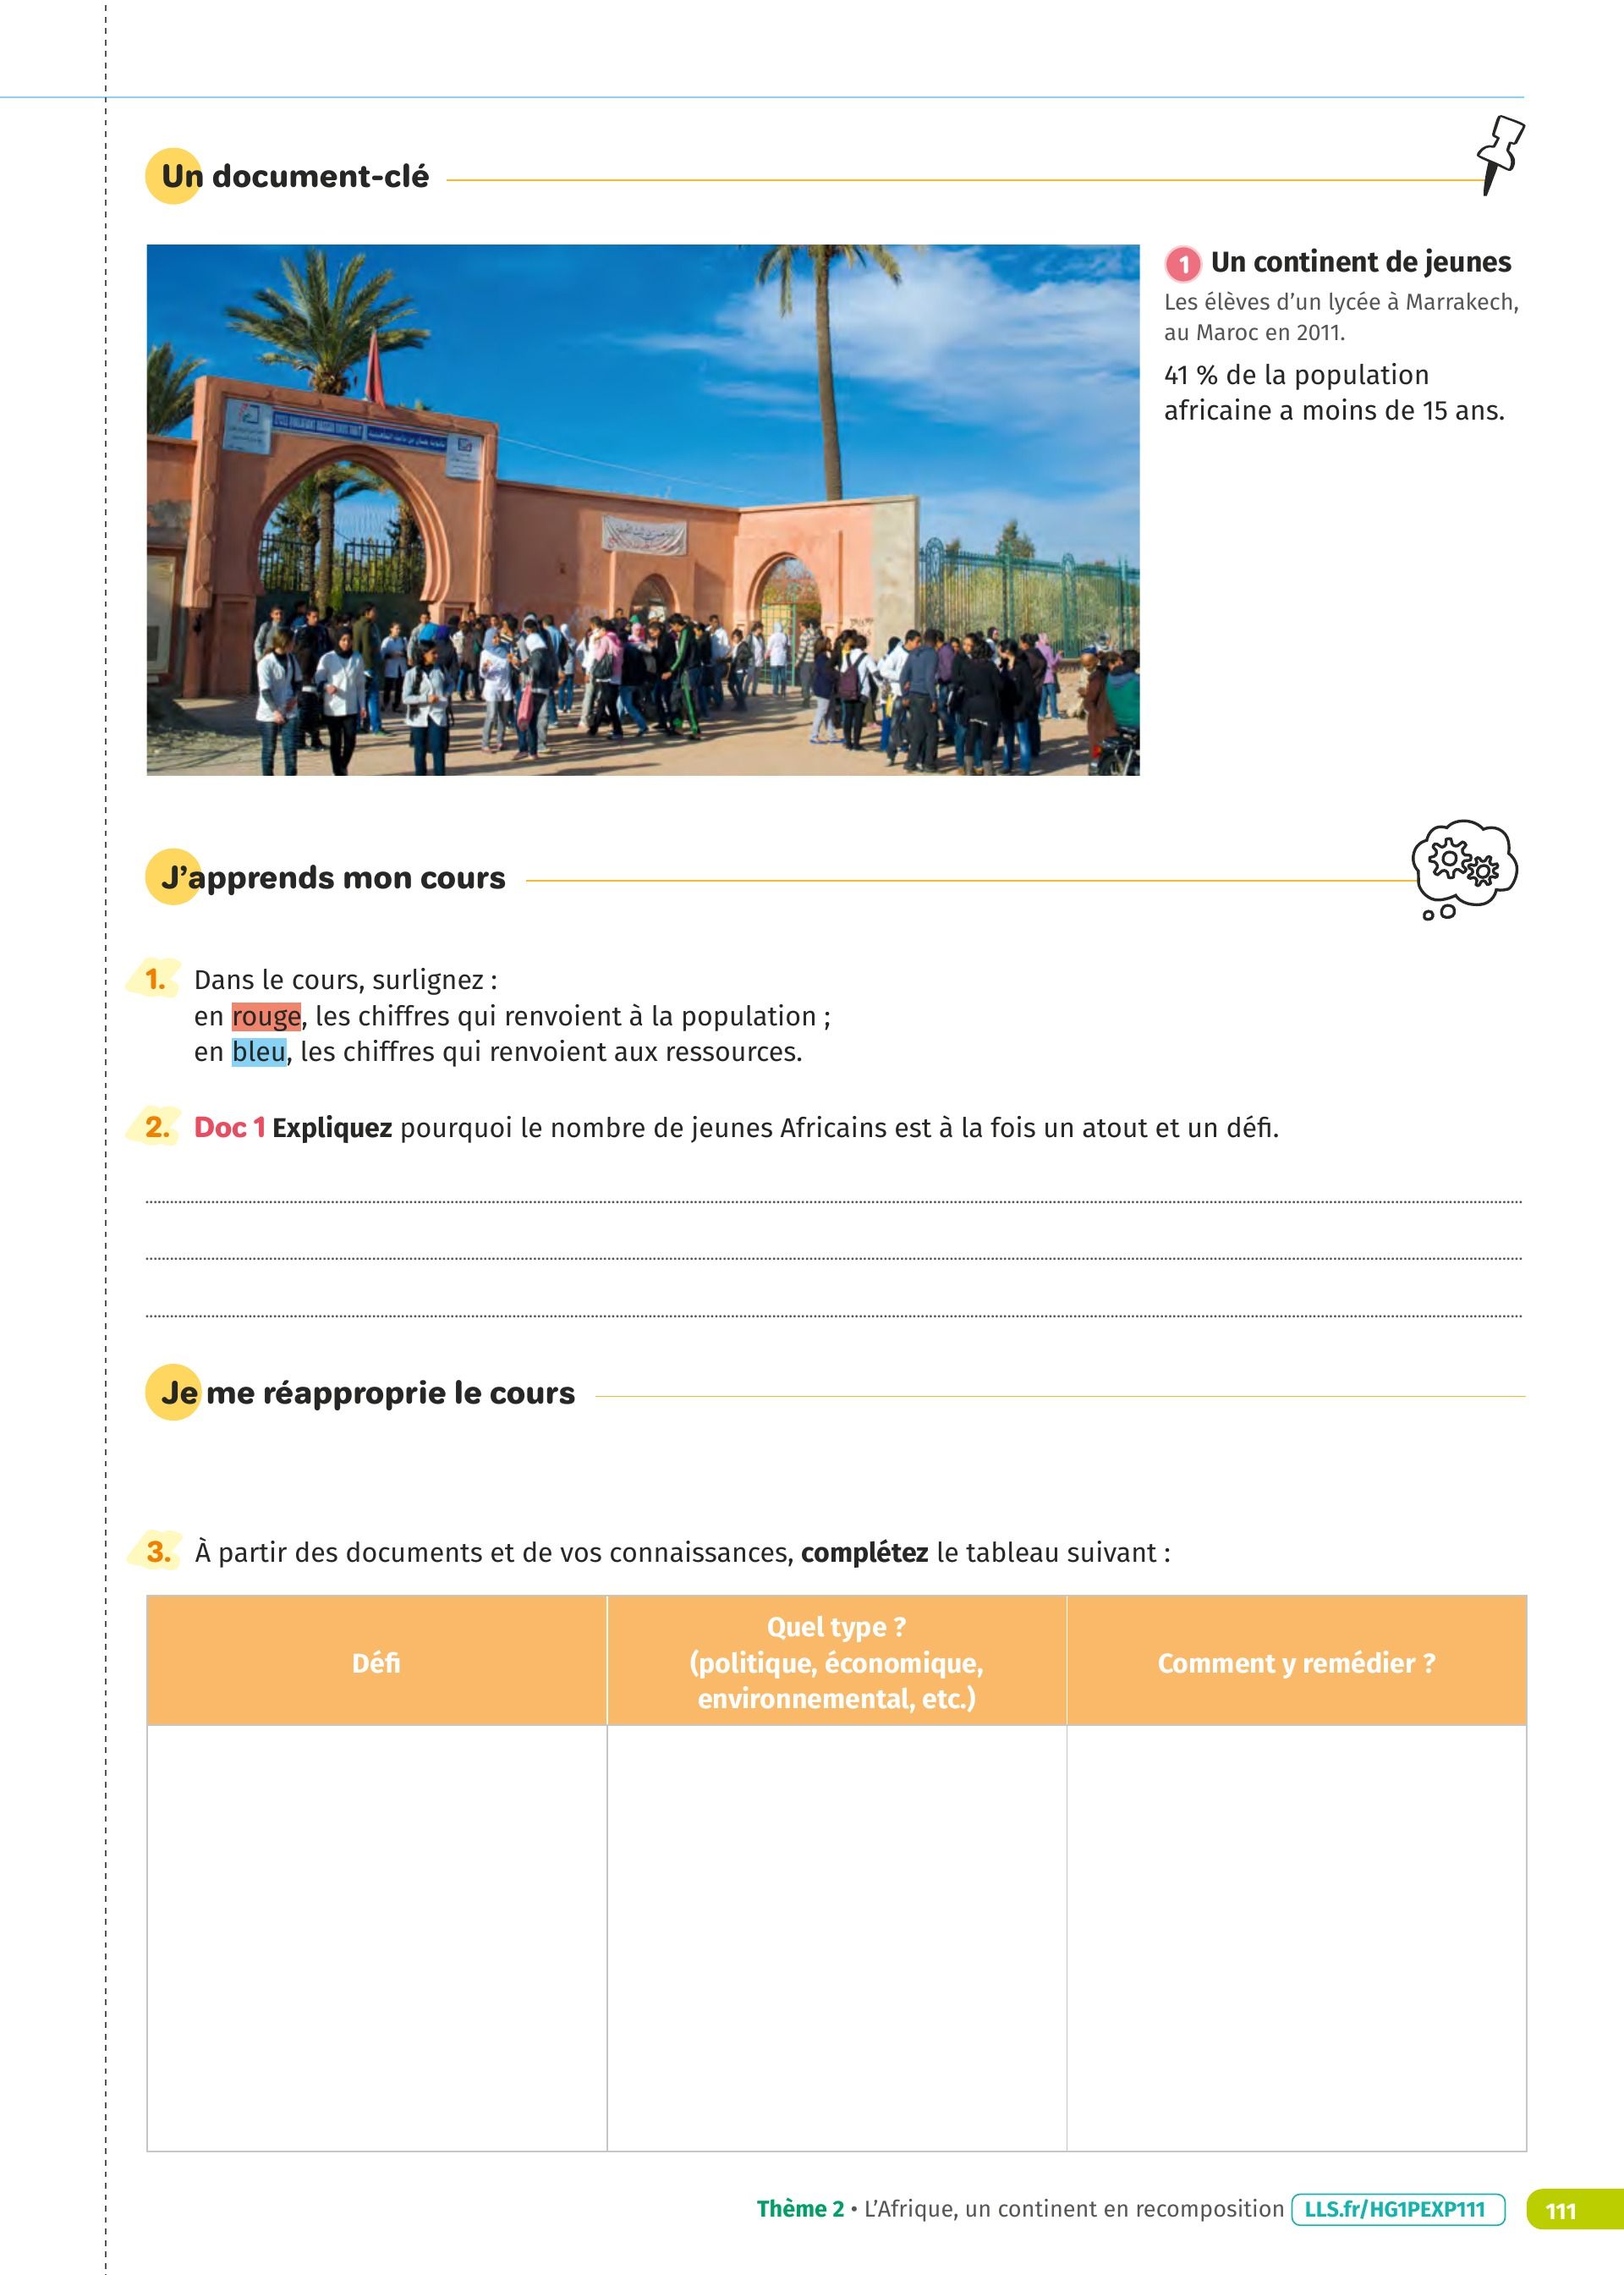 Un document-clé
1 Un continent de jeunes
Les élèves d’un lycée à Marrakech,
au Maroc en 2011.
41 % de la population
africaine a moins de 15 ans.
J’apprends mon cours
1. Dans le cours, surlignez :
en rouge, les chiffres qui renvoient à la population ;
en bleu, les chiffres qui renvoient aux ressources.
2. Doc 1 Expliquez pourquoi le nombre de jeunes Africains est à la fois un atout et un défi.
Je me réapproprie le cours
3. À partir des documents et de vos connaissances, complétez le tableau suivant :
Défi
Quel type ?
(politique, économique,
environnemental, etc.)
Comment y remédier ?
Thème 2 • L’Afrique, un continent en recomposition LLS.fr/HG1PEXP111 111